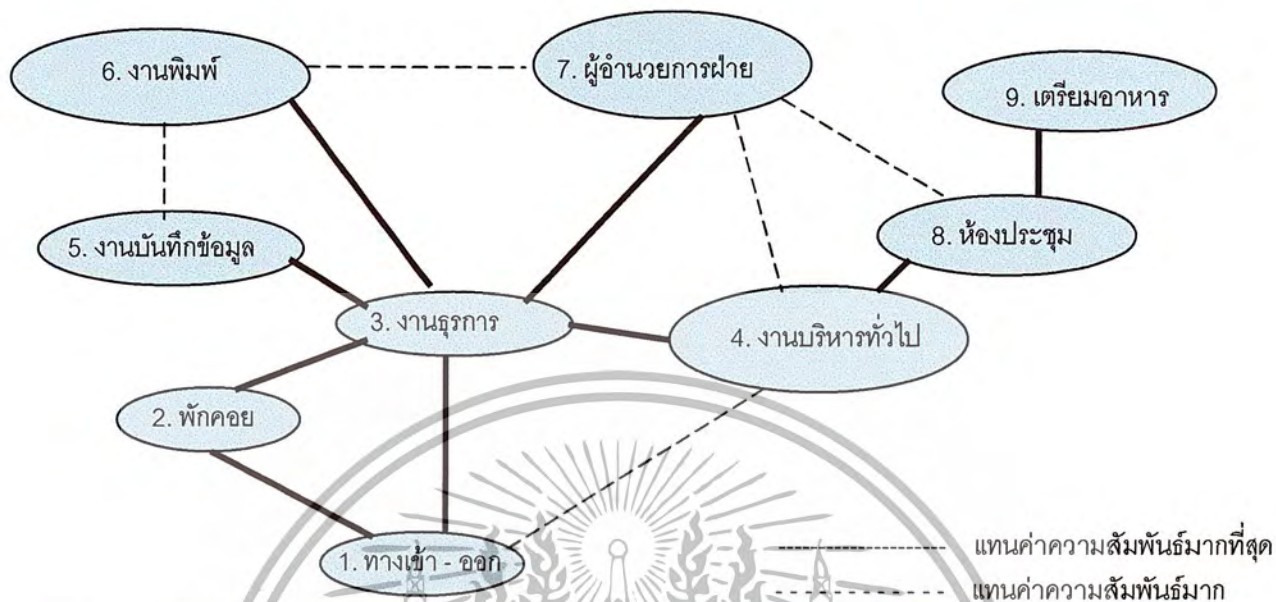 6. งานพิมพ์
7. ผู้อำนวยการฝ่าย
9. เตรียมอาหาร
5. งานบันทึกข้อมูล
8. ห้องประชุม
3. งานธุรการ
4. งานบริหารทั่วไป
2. พักคอย
1. ทางเข้า - ออก
แทนค่าความสัมพันธ์มากที่สุด
แทนค่าความสัมพันธ์มาก